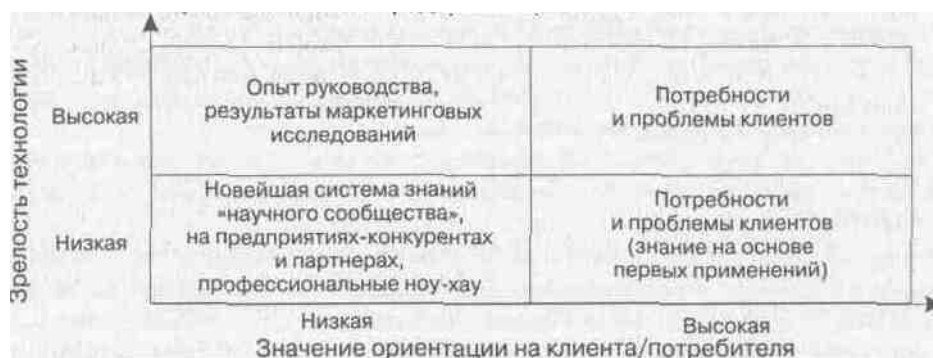 Зрелость технологии
Высокая
Опыт руководства,
результаты маркетинговых
исследований
Потребности
и проблемы клиентов
Низкая
Новейшая система знаний
«научного сообщества»,
на предприятиях-конкурентах
и партнерах,
профессиональные ноу-хау
Потребности
и проблемы клиентов
(знание на основе
первых применений)
Низкая
Высокая
Значение ориентации на клиента/потребителя